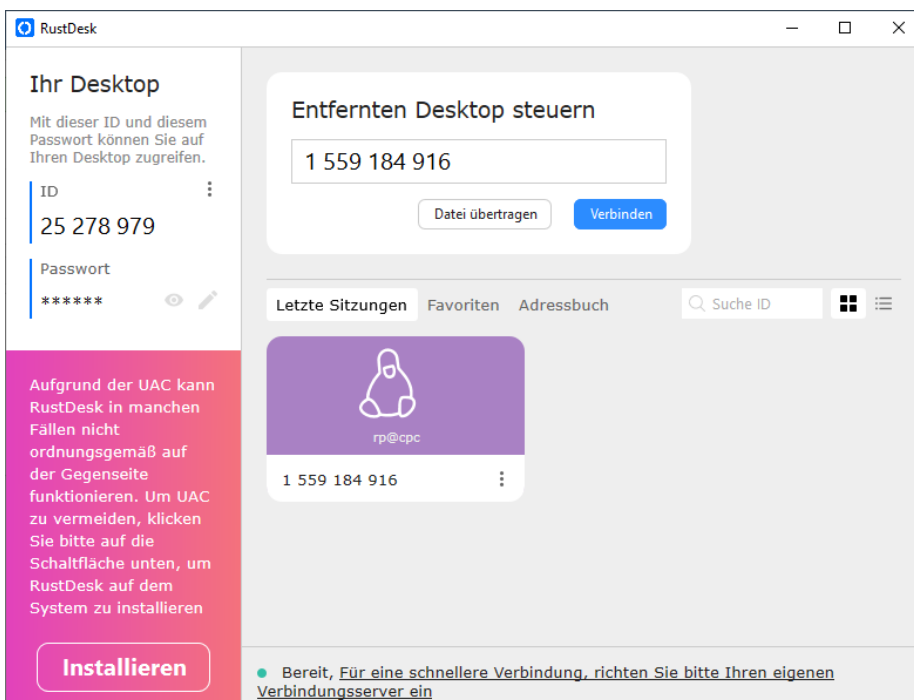 RustDesk
Ihr Desktop
Mit dieser ID und diesem
Passwort können Sie auf
Ihren Desktop zugreifen.
ID
25 278 979
Passwort
******
Aufgrund der UAC kann
RustDesk in manchen
Fällen nicht
ordnungsgemäß auf
der Gegenseite
funktionieren. Um UAC
zu vermeiden, klicken
Sie bitte auf die
Schaltfläche unten, um
RustDesk auf dem
System zu installieren
Installieren
Entfernten Desktop steuern
1 559 184 916
Datei übertragen
Verbinden
Letzte Sitzungen
Favoriten
Adressbuch
Suche ID
rp@cpc
1 559 184 916
Bereit, Für eine schnellere Verbindung, richten Sie bitte Ihren eigenen
Verbindungsserver ein